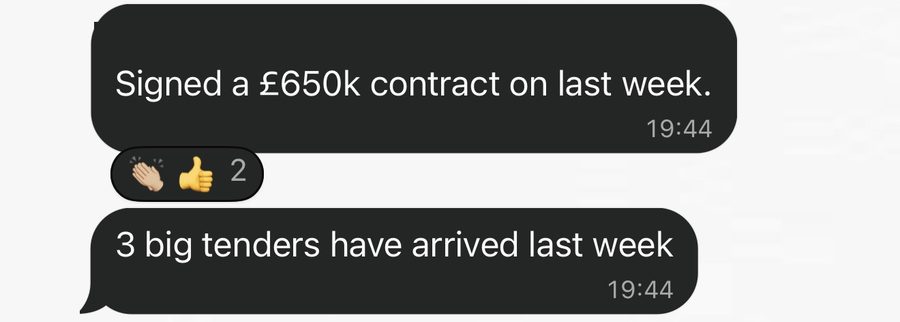 Signed a £650k contract on last week.
19:44
👏🏼 👍 2
3 big tenders have arrived last week
19:44